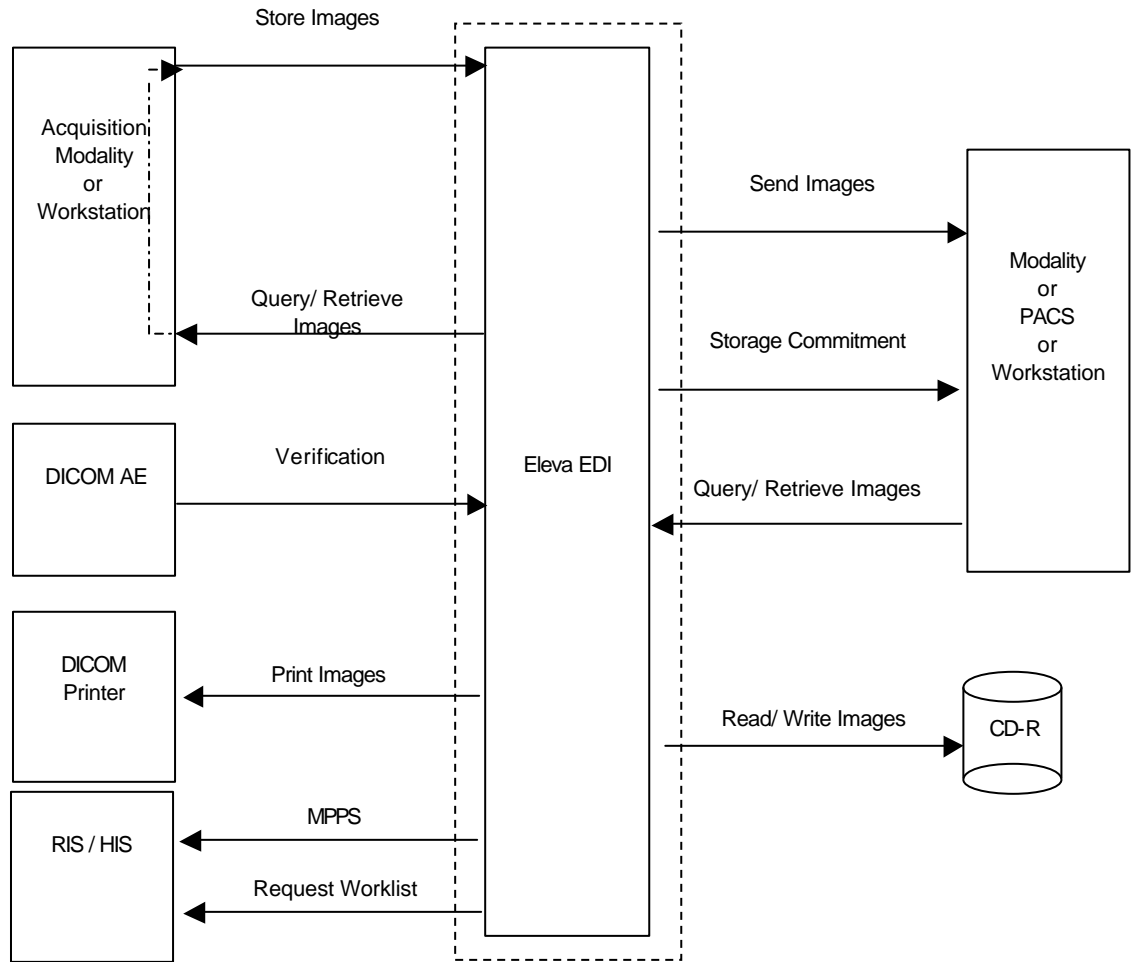 Store Images
Acquisition
Modality
or
Workstation
Query/ Retrieve
Images
DICOM AE
Verification
DICOM
Printer
Print Images
RIS / HIS
MPPS
Request Worklist
Eleva EDI
Send Images
Storage Commitment
Query/ Retrieve Images
Modality
or
PACS
or
Workstation
Read/ Write Images
CD-R